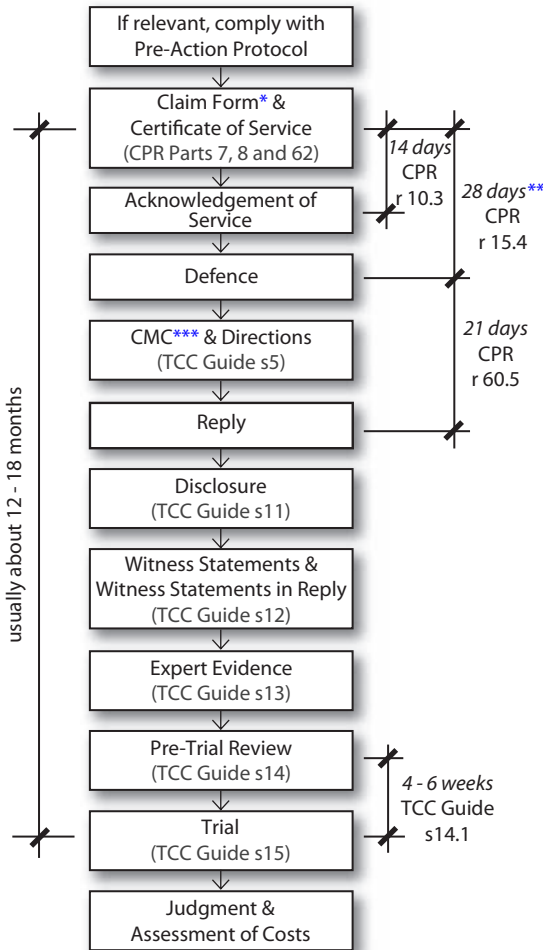 If relevant, comply with
Pre-Action Protocol
Claim Form* &
Certificate of Service
(CPR Parts 7, 8 and 62)
14 days
CPR
r 10.3
28 days**
CPR
r 15.4
Acknowledgement of
Service
Defence
CMC*** & Directions
(TCC Guide s5)
21 days
CPR
r 60.5
Reply
usually about 12 - 18 months
Disclosure
(TCC Guide s11)
Witness Statements &
Witness Statements in Reply
(TCC Guide s12)
Expert Evidence
(TCC Guide s13)
Pre-Trial Review
(TCC Guide s14)
4 - 6 weeks
TCC Guide
s14.1
Trial
(TCC Guide s15)
Judgment &
Assessment of Costs